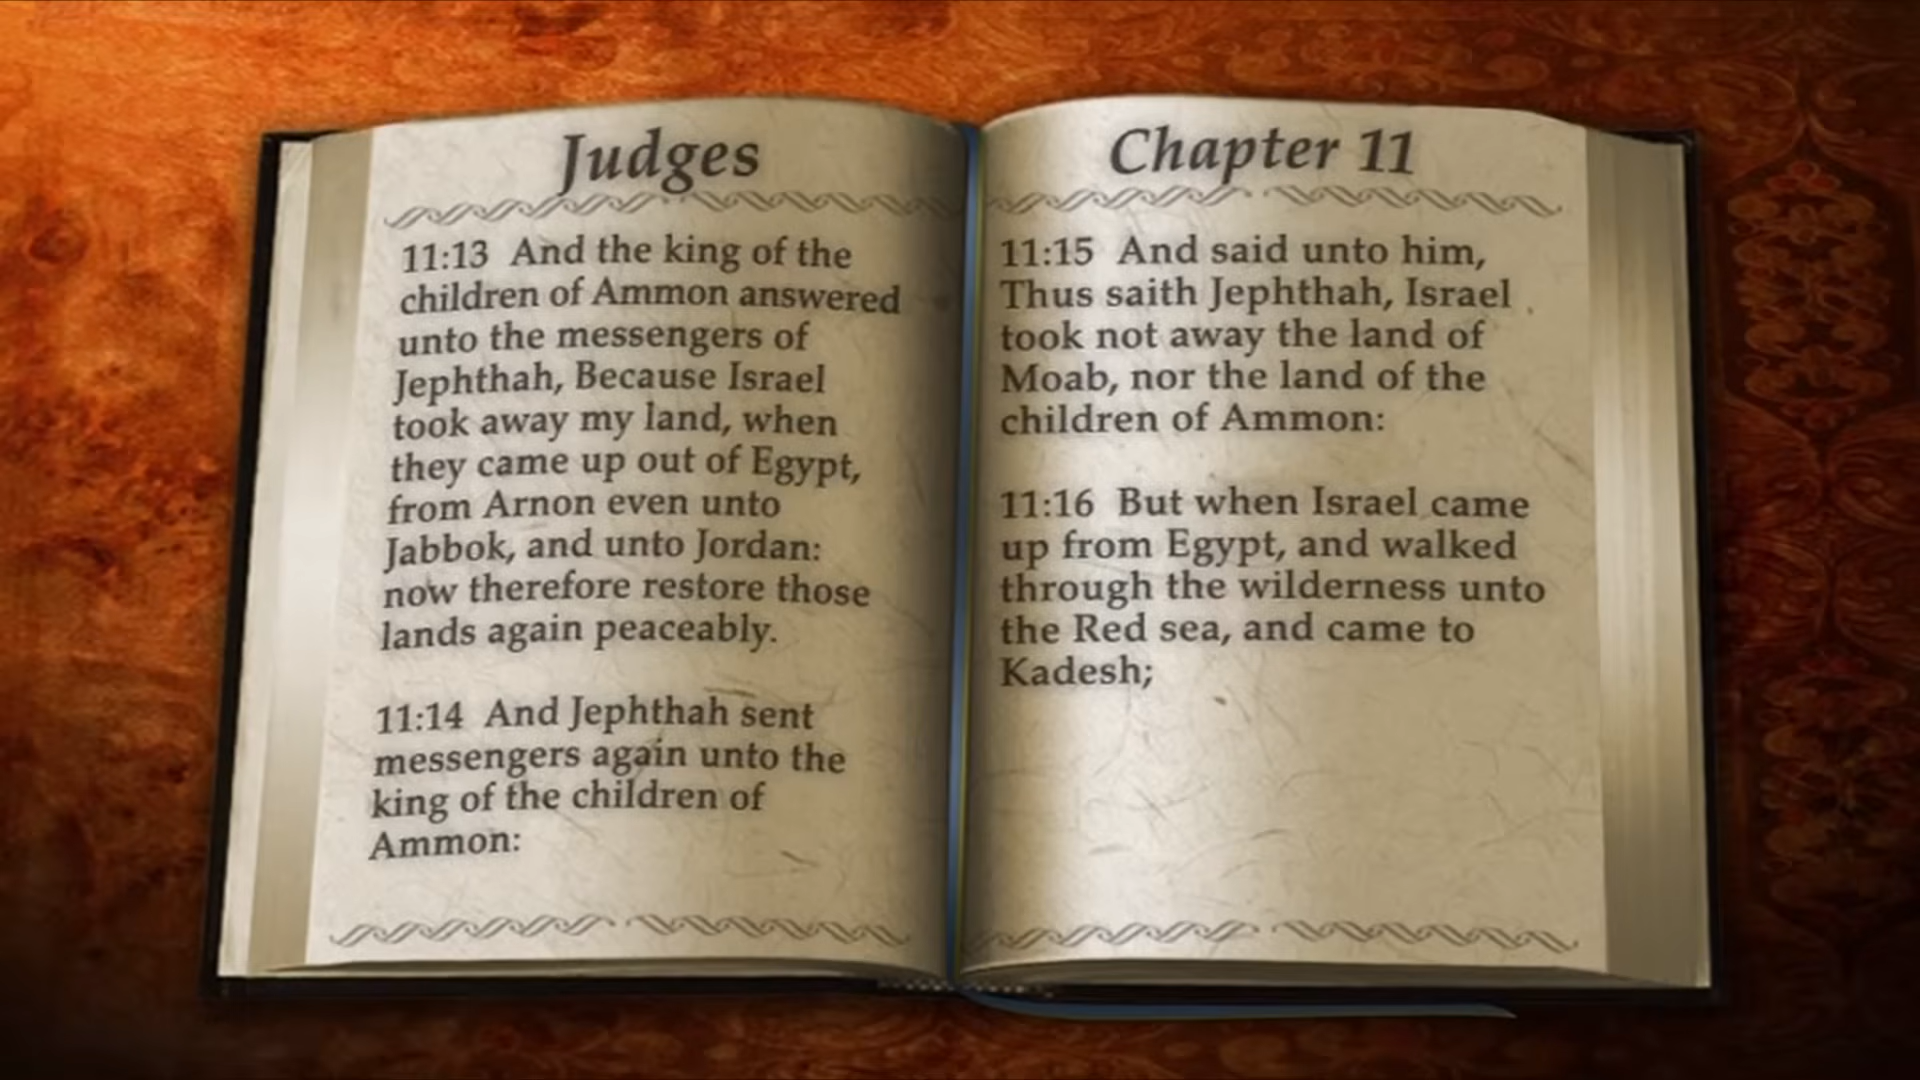 Judges
11:13 And the king of the
children of Ammon answered
unto the messengers of
Jephthah, Because Israel
took away my land, when
they came up out of Egypt,
from Arnon even unto
Jabbok, and unto Jordan:
now therefore restore those
lands again peaceably.
11:14 And Jephthah sent
messengers again unto the
king of the children of
Ammon:
Chapter 11
11:15 And said unto him,
Thus saith Jephthah, Israel
took not away the land of
Moab, nor the land of the
children of Ammon:
11:16 But when Israel came
up from Egypt, and walked
through the wilderness unto
the Red sea, and came to
Kadesh;